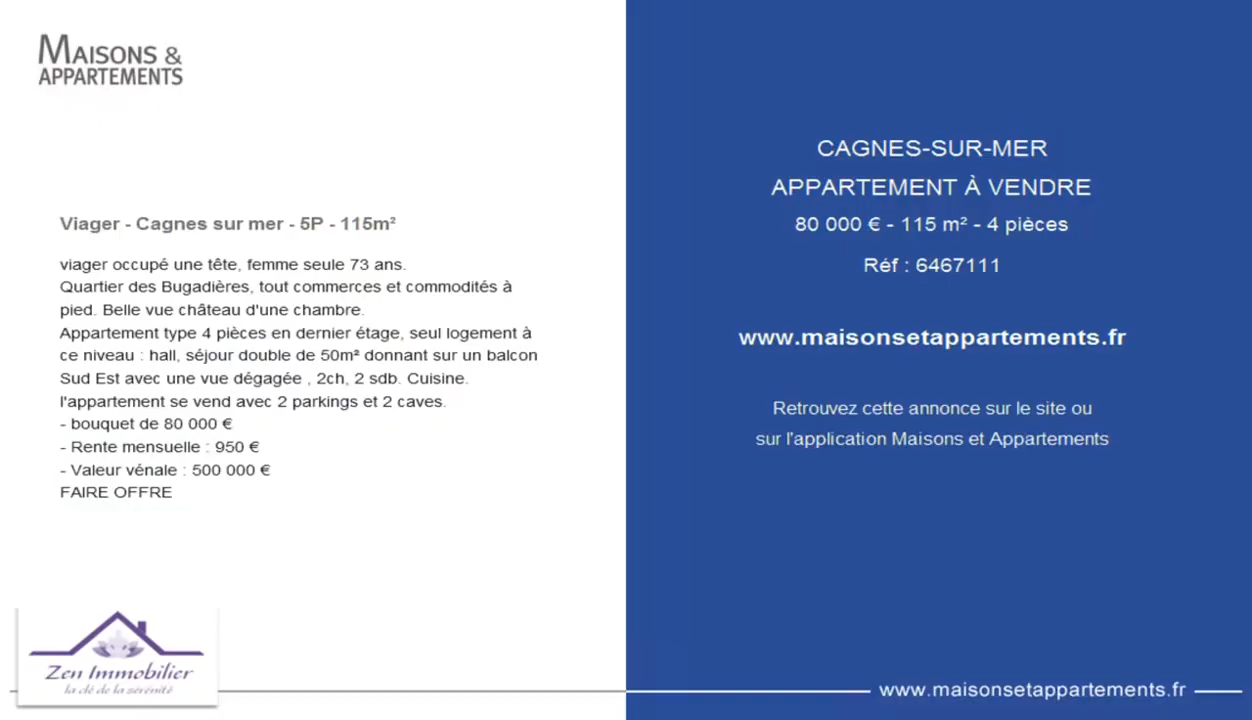 MAISONS &
APPARTEMENTS
Viager - Cagnes sur mer - 5P - 115m²
viager occupé une tête, femme seule 73 ans.
Quartier des Bugadières, tout commerces et commodités à
pied. Belle vue château d'une chambre.
Appartement type 4 pièces en dernier étage, seul logement à
ce niveau : hall, séjour double de 50m² donnant sur un balcon
Sud Est avec une vue dégagée , 2ch, 2 sdb. Cuisine.
l'appartement se vend avec 2 parkings et 2 caves.
- bouquet de 80 000 €
- Rente mensuelle : 950 €
- Valeur vénale : 500 000 €
FAIRE OFFRE
Zen Immobilier
la clé de la sérénité
CAGNES-SUR-MER
APPARTEMENT À VENDRE
80 000 € - 115 m² - 4 pièces
Réf : 6467111
www.maisonsetappartements.fr
Retrouvez cette annonce sur le site ou
sur l'application Maisons et Appartements
www.maisonsetappartements.fr